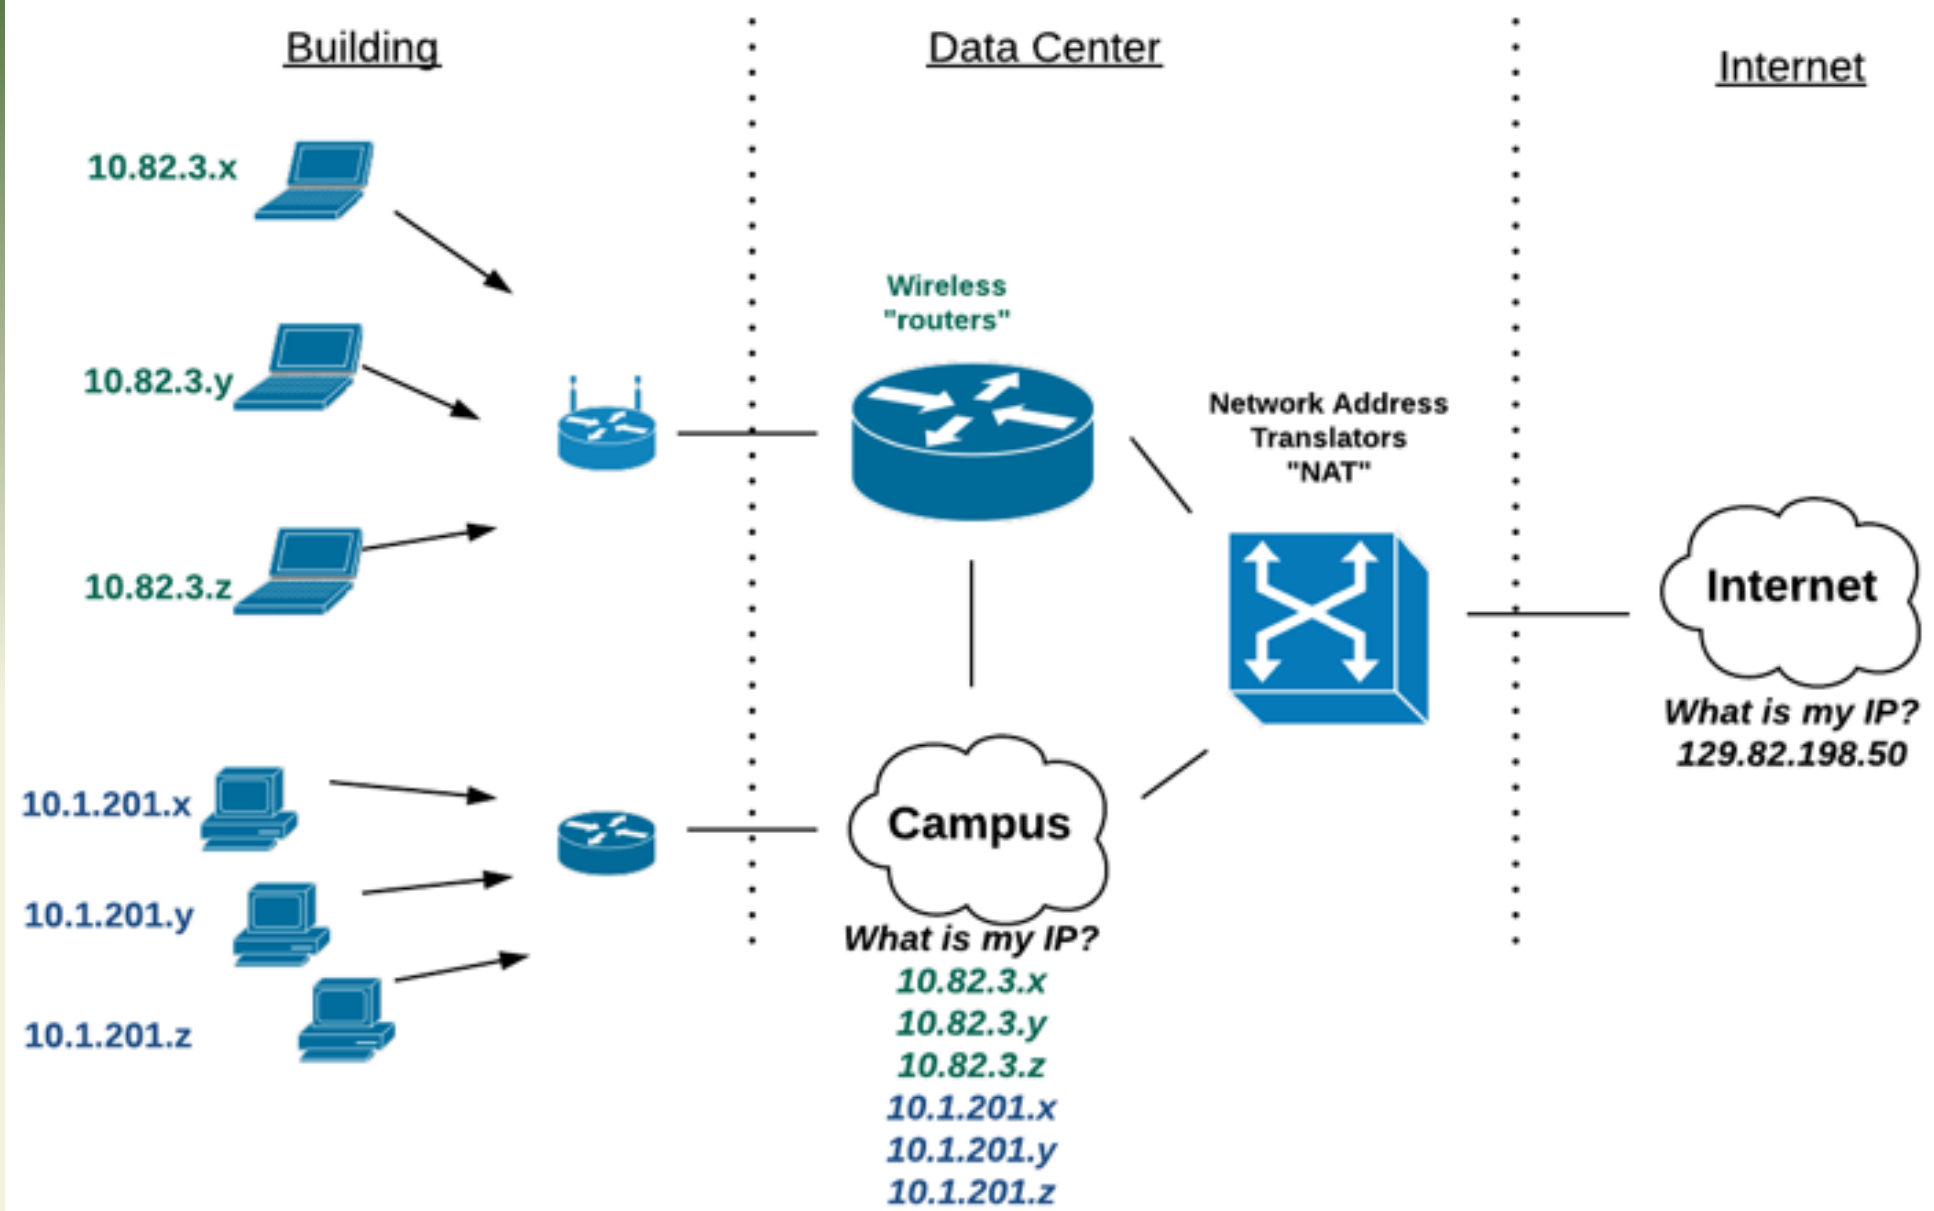 Building
Data Center
Internet
10.82.3.x
10.82.3.y
10.82.3.z
10.1.201.x
10.1.201.y
10.1.201.z
Wireless
"routers"
Network Address
Translators
"NAT"
Campus
What is my IP?
10.82.3.x
10.82.3.y
10.82.3.z
10.1.201.x
10.1.201.y
10.1.201.z
Internet
What is my IP?
129.82.198.50